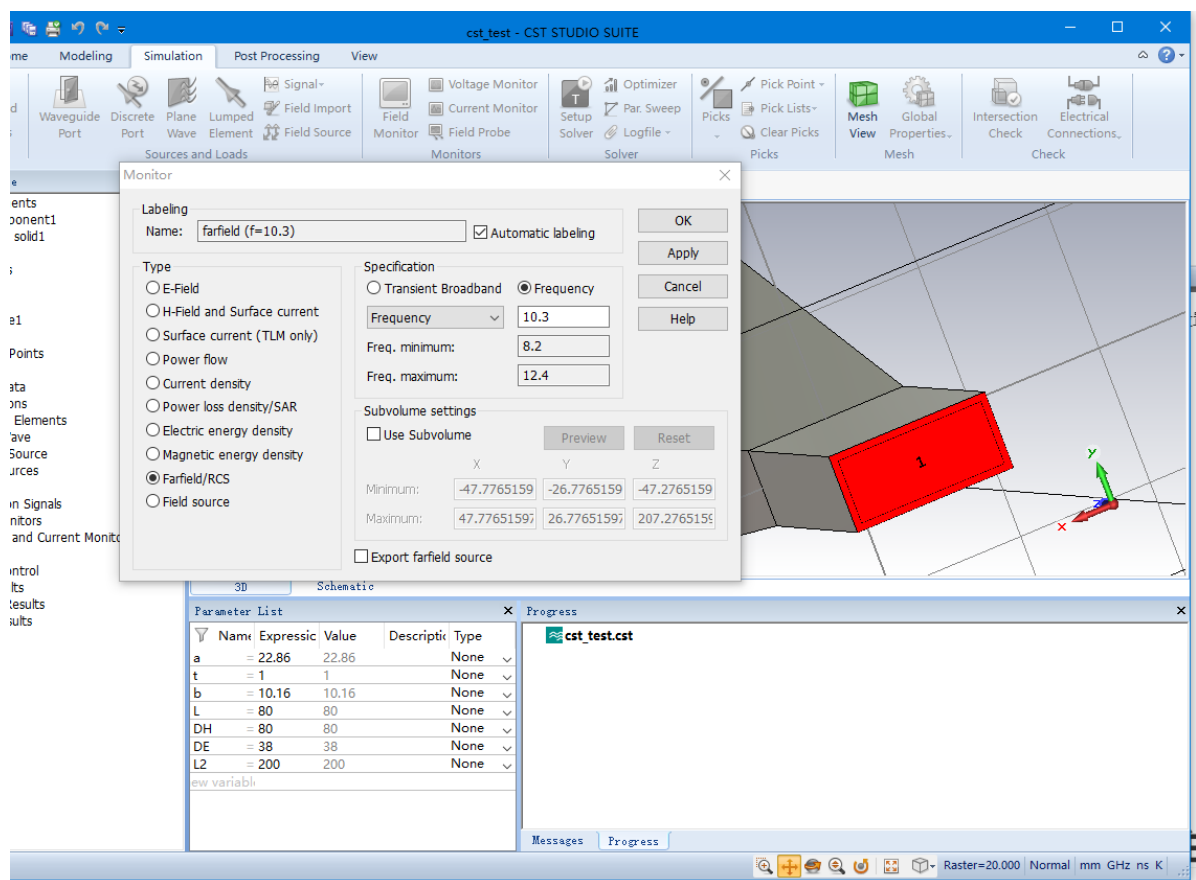 cst_test - CST STUDIO SUITE
ome Modeling Simulation Post Processing View
Waveguide Port
Discrete Port
Plane Wave
Lumped Element
Signal
Field Import
Field Source
Sources and Loads
Field Monitor
Voltage Monitor
Current Monitor
Field Probe
Monitors
Setup Solver
Optimizer
Par. Sweep
Logfile
Solver
Picks
Pick Point
Pick Lists
Clear Picks
Picks
Mesh View
Global Properties
Mesh
Intersection Check
Electrical Connections
Check
e
ents
ponent1
solid1
s
e1
Points
ata
ons
Elements
ave
Source
urces
on Signals
nitors
and Current Monito
ontrol
lts
Results
sults
Monitor
Labeling
Name: farfield (f=10.3) Automatic labeling
Type
E-Field
H-Field and Surface current
Surface current (TLM only)
Power flow
Current density
Power loss density/SAR
Electric energy density
Magnetic energy density
Farfield/RCS
Field source
Specification
Transient Broadband Frequency
Frequency 10.3
Freq. minimum: 8.2
Freq. maximum: 12.4
Subvolume settings
Use Subvolume Preview Reset
X Y Z
Minimum: -47.7765159 -26.7765159 -47.2765159
Maximum: 47.7765159; 26.7765159; 207.276515
Export farfield source
OK
Apply
Cancel
Help
1
y
x
3D Schematic
Parameter List
Name Expressic Value Descriptic Type
a = 22.86 22.86 None
t = 1 1 None
b = 10.16 10.16 None
L = 80 80 None
DH = 80 80 None
DE = 38 38 None
L2 = 200 200 None
ew variabl
Progress
cst_test.cst
Messages Progress
Raster=20.000 Normal mm GHz ns K